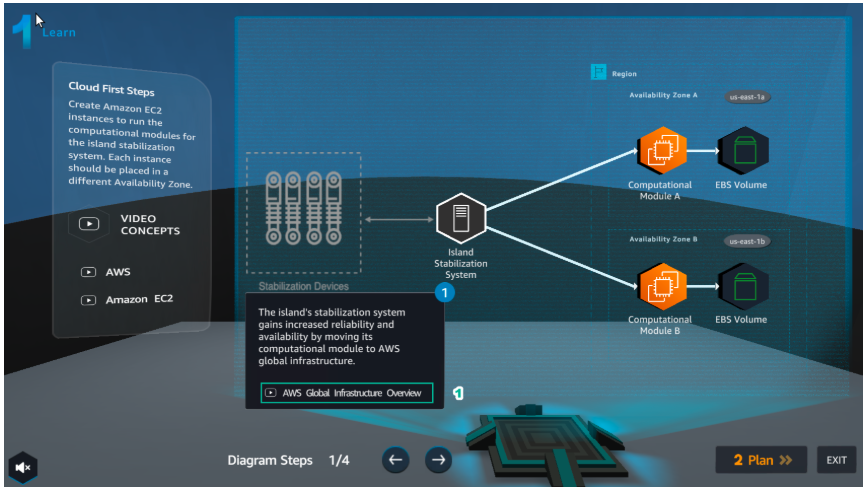 1
Learn
Cloud First Steps
Create Amazon EC2
instances to run the
computational modules for
the island stabilization
system. Each instance
should be placed in a
different Availability Zone.
VIDEO
CONCEPTS
AWS
Amazon EC2
Region
Availability Zone A
us-east-1a
Computational
Module A
EBS Volume
Availability Zone B
us-east-1b
Computational
Module B
EBS Volume
Island
Stabilization
System
Stabilization Devices
1
The island's stabilization system
gains increased reliability and
availability by moving its
computational module to AWS
global infrastructure.
AWS Global Infrastructure Overview
1
Diagram Steps 1/4
2 Plan
EXIT